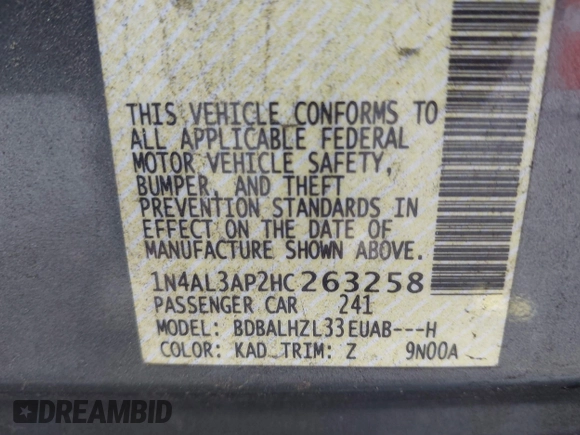 THIS VEHICLE CONFORMS TO
ALL APPLICABLE FEDERAL
MOTOR VEHICLE SAFETY,
BUMPER, AND THEFT
PREVENTION STANDARDS IN
EFFECT ON THE DATE OF
MANUFACTURE SHOWN ABOVE.
1N4AL3AP2HC263258
PASSENGER CAR 241
MODEL: BDBALHZL33EUAB---H
COLOR: KAD TRIM: Z 9N00A
DREAMBID